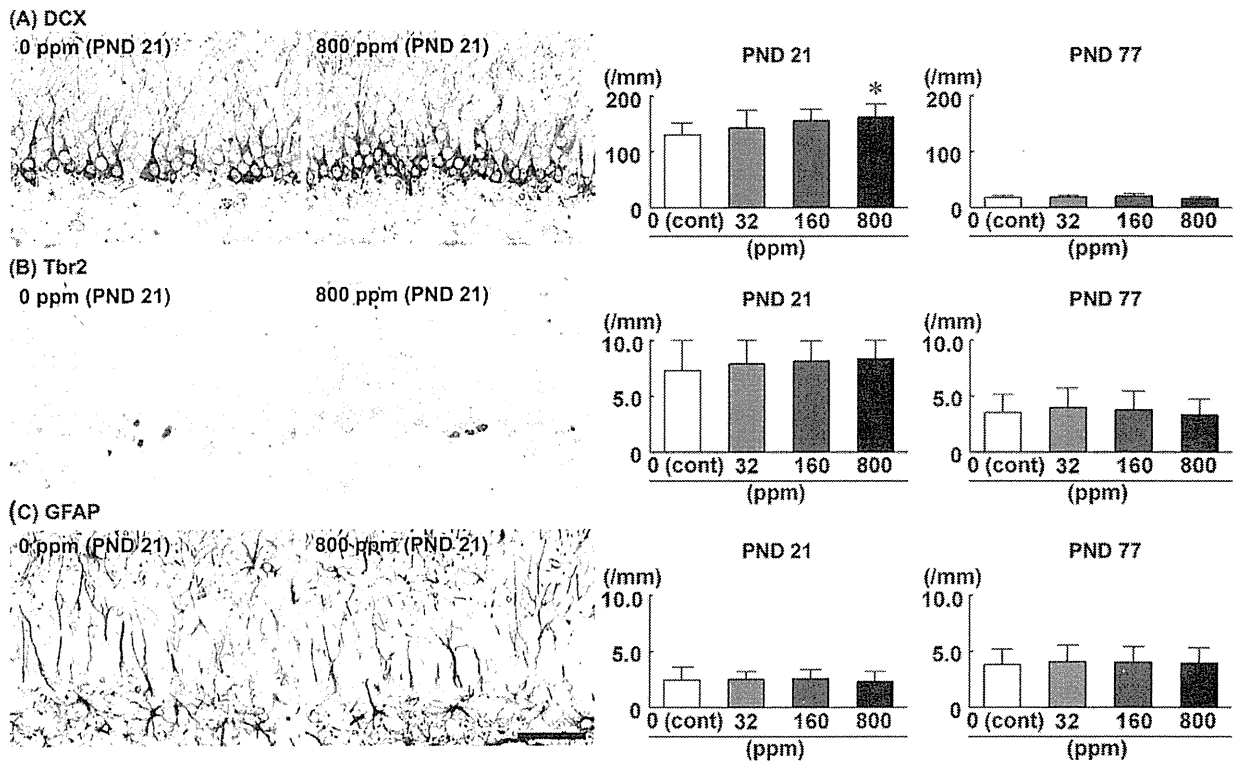 (A) DCX
0 ppm (PND 21)
800 ppm (PND 21)
PND 21
(/mm)
200
100
0
*
0 (cont) 32 160 800
(ppm)
PND 77
(/mm)
200
100
0
0 (cont) 32 160 800
(ppm)
(B) Tbr2
0 ppm (PND 21)
800 ppm (PND 21)
PND 21
(/mm)
10.0
5.0
0
0 (cont) 32 160 800
(ppm)
PND 77
(/mm)
10.0
5.0
0
0 (cont) 32 160 800
(ppm)
(C) GFAP
0 ppm (PND 21)
800 ppm (PND 21)
PND 21
(/mm)
10.0
5.0
0
0 (cont) 32 160 800
(ppm)
PND 77
(/mm)
10.0
5.0
0
0 (cont) 32 160 800
(ppm)